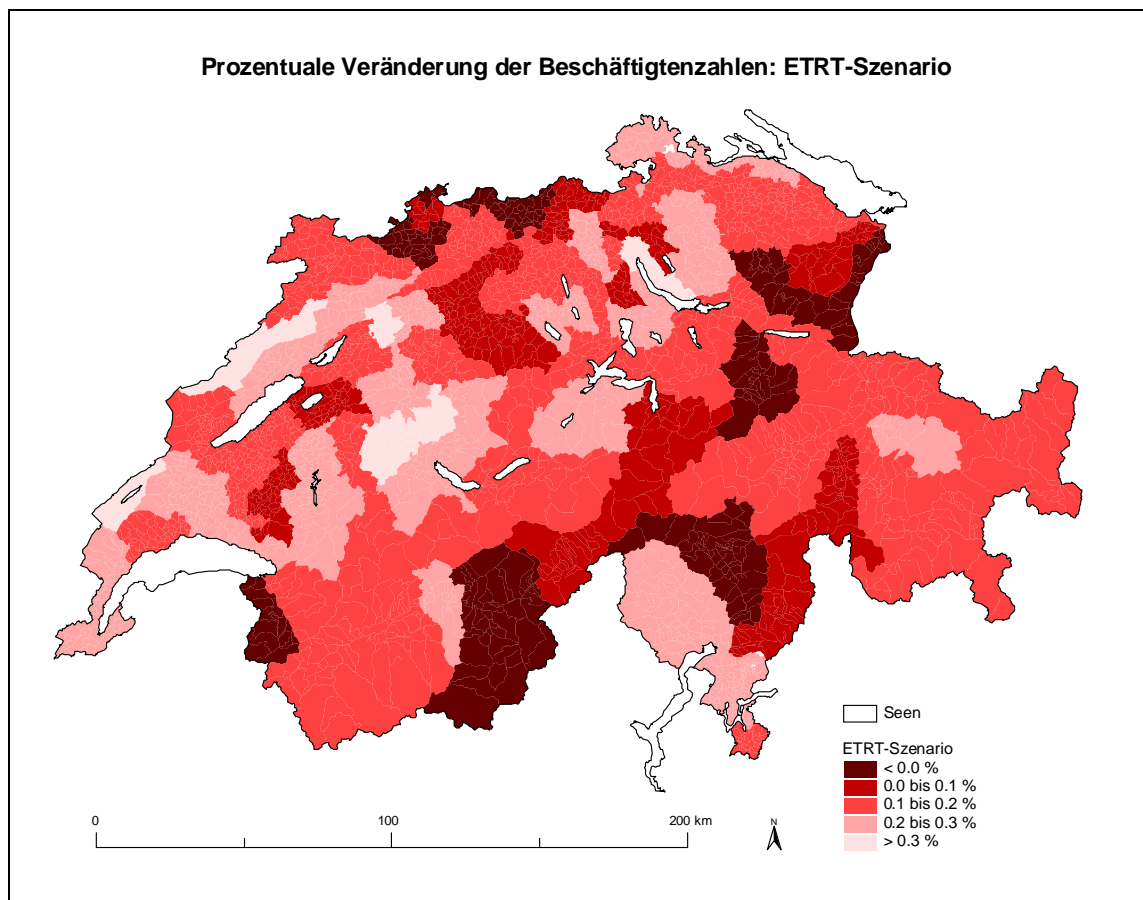 Prozentuale Veränderung der Beschäftigtenzahlen: ETRT-Szenario
Seen
ETRT-Szenario
< 0.0 %
0.0 bis 0.1 %
0.1 bis 0.2 %
0.2 bis 0.3 %
> 0.3 %
0 100 200 km
N